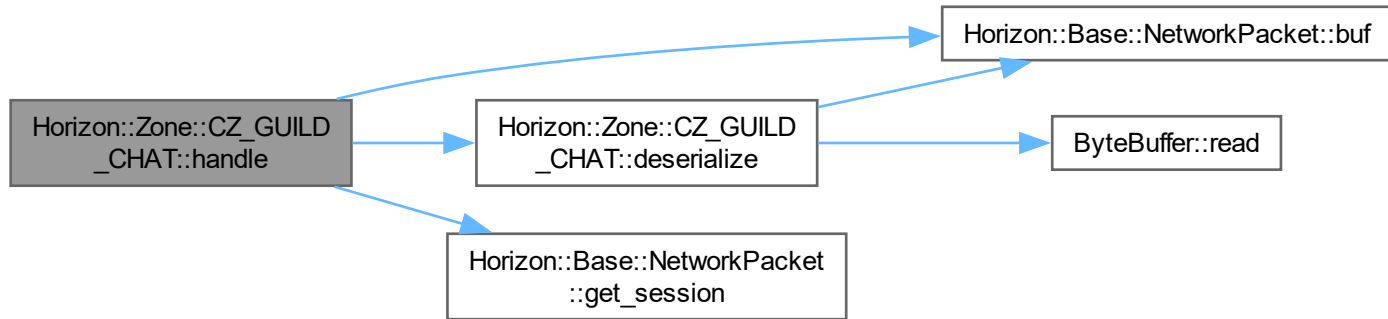 Horizon::Zone::CZ_GUILD
_CHAT::handle
Horizon::Zone::CZ_GUILD
_CHAT::deserialize
Horizon::Base::NetworkPacket::buf
ByteBuffer::read
Horizon::Base::NetworkPacket
::get_session